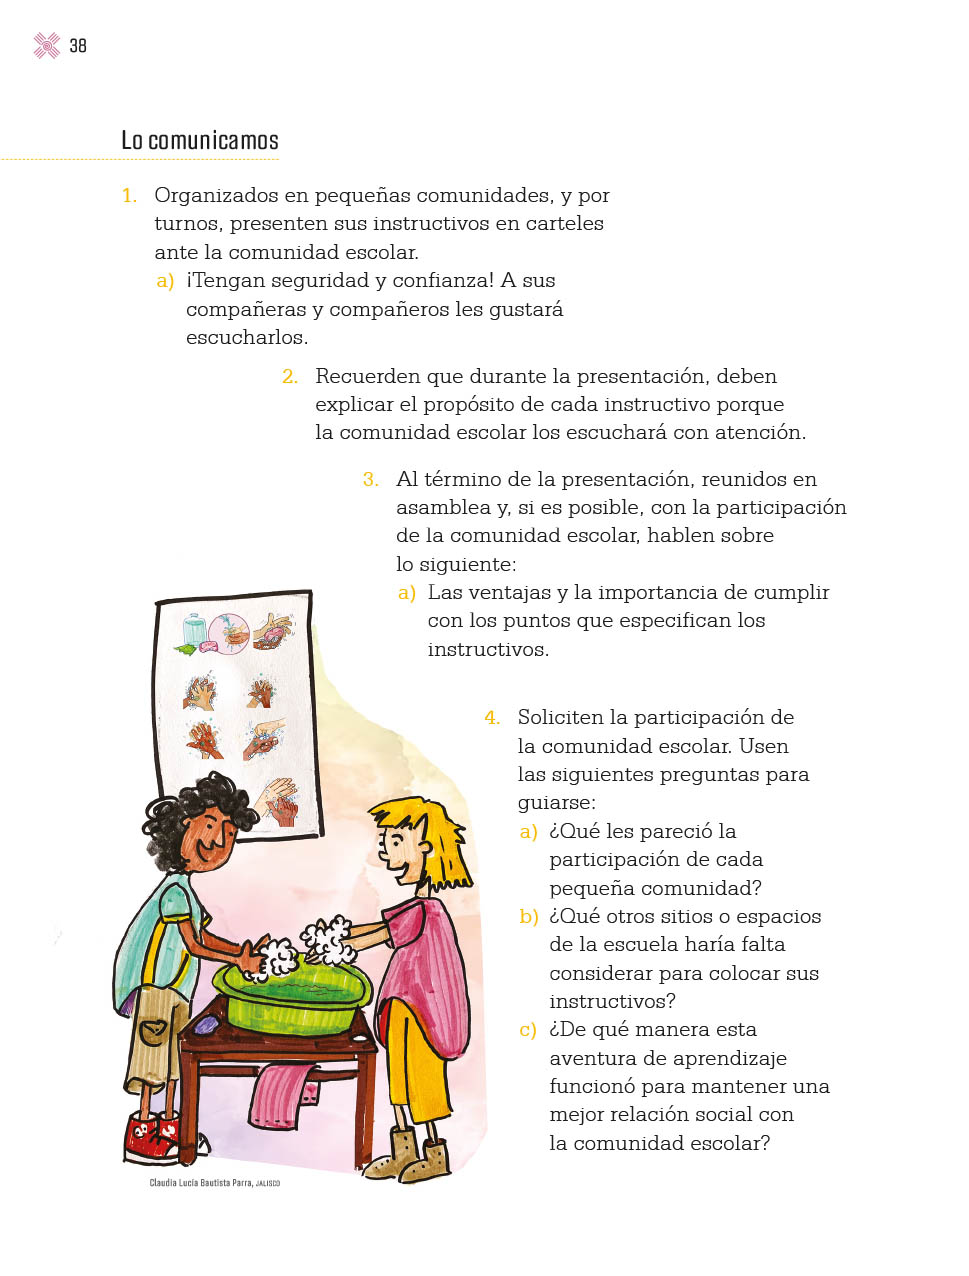 38
Lo comunicamos
1. Organizados en pequeñas comunidades, y por
turnos, presenten sus instructivos en carteles
ante la comunidad escolar.
a) ¡Tengan seguridad y confianza! A sus
compañeras y compañeros les gustará
escucharlos.
2. Recuerden que durante la presentación, deben
explicar el propósito de cada instructivo porque
la comunidad escolar los escuchará con atención.
3. Al término de la presentación, reunidos en
asamblea y, si es posible, con la participación
de la comunidad escolar, hablen sobre
lo siguiente:
a) Las ventajas y la importancia de cumplir
con los puntos que especifican los
instructivos.
4. Soliciten la participación de
la comunidad escolar. Usen
las siguientes preguntas para
guiarse:
a) ¿Qué les pareció la
participación de cada
pequeña comunidad?
b) ¿Qué otros sitios o espacios
de la escuela haría falta
considerar para colocar sus
instructivos?
c) ¿De qué manera esta
aventura de aprendizaje
funcionó para mantener una
mejor relación social con
la comunidad escolar?
Claudia Lucía Bautista Parra, JALISCO